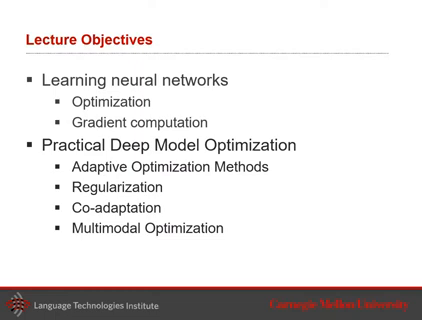 Lecture Objectives
Learning neural networks
Optimization
Gradient computation
Practical Deep Model Optimization
Adaptive Optimization Methods
Regularization
Co-adaptation
Multimodal Optimization
Language Technologies Institute
Carnegie Mellon University